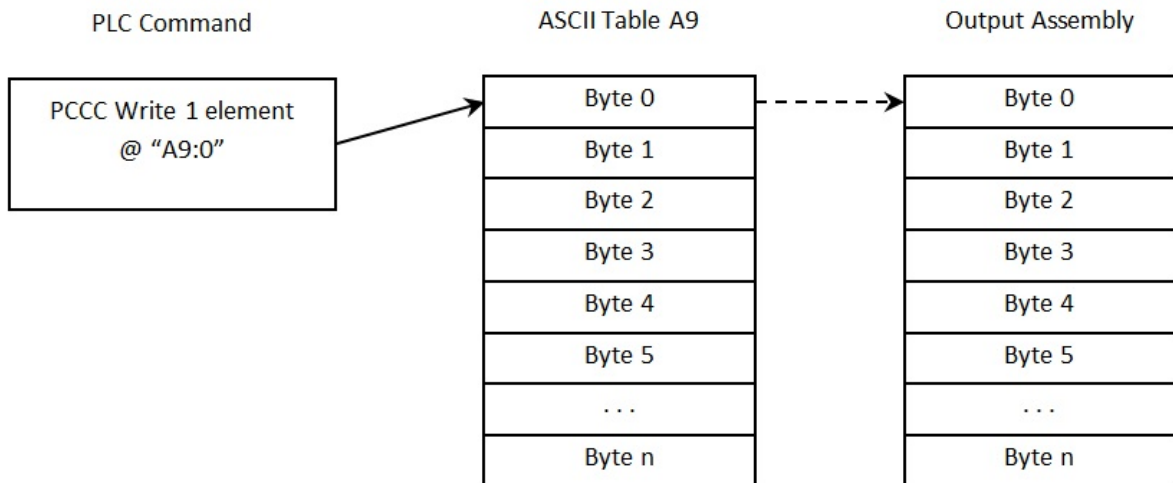 PLC Command
ASCII Table A9
Output Assembly
PCCC Write 1 element
@ “A9:0”
Byte 0
Byte 1
Byte 2
Byte 3
Byte 4
Byte 5
. . .
Byte n
Byte 0
Byte 1
Byte 2
Byte 3
Byte 4
Byte 5
. . .
Byte n